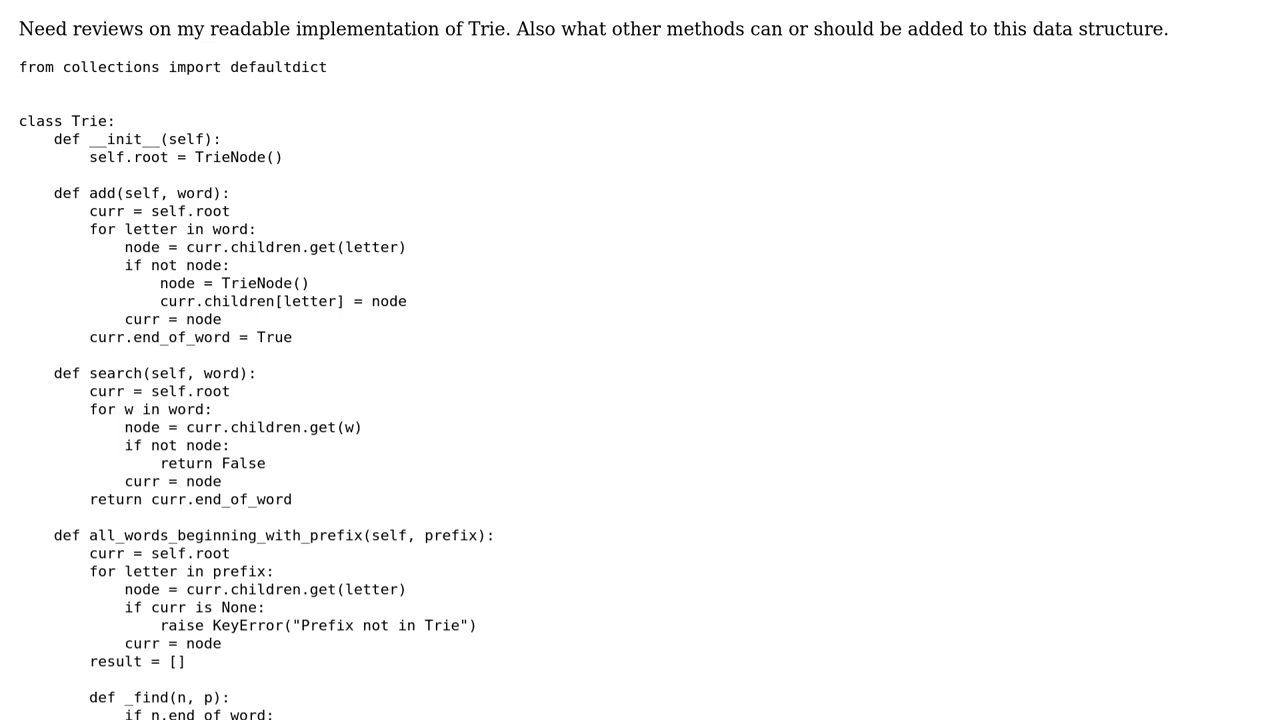 Need reviews on my readable implementation of Trie. Also what other methods can or should be added to this data structure.
from collections import defaultdict
class Trie:
    def __init__(self):
        self.root = TrieNode()
    def add(self, word):
        curr = self.root
        for letter in word:
            node = curr.children.get(letter)
            if not node:
                node = TrieNode()
                curr.children[letter] = node
            curr = node
        curr.end_of_word = True
    def search(self, word):
        curr = self.root
        for w in word:
            node = curr.children.get(w)
            if not node:
                return False
            curr = node
        return curr.end_of_word
    def all_words_beginning_with_prefix(self, prefix):
        curr = self.root
        for letter in prefix:
            node = curr.children.get(letter)
            if curr is None:
                raise KeyError("Prefix not in Trie")
            curr = node
        result = []
        def _find(n, p):
            if n.end_of_word: